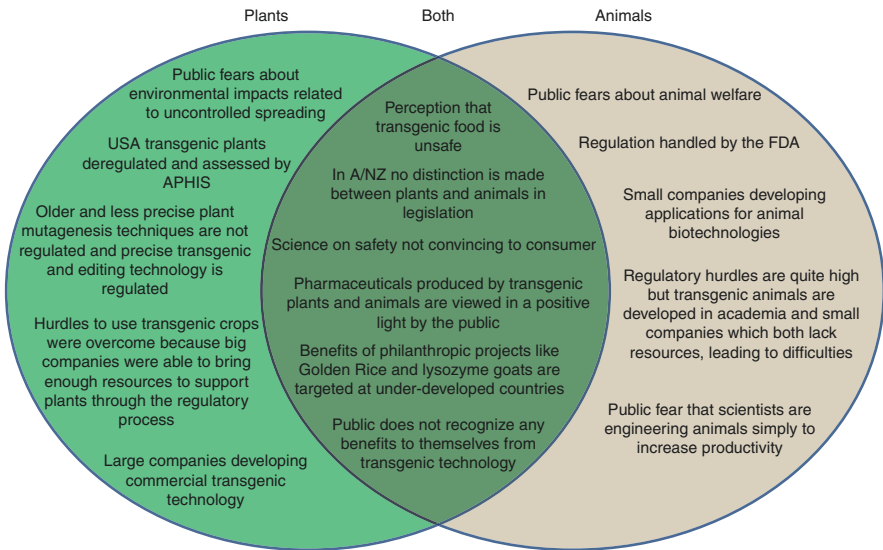 Plants
Both
Animals
Public fears about
environmental impacts related
to uncontrolled spreading
USA transgenic plants
deregulated and assessed by
APHIS
Older and less precise plant
mutagenesis techniques are not
regulated and precise transgenic
and editing technology is
regulated
Hurdles to use transgenic crops
were overcome because big
companies were able to bring
enough resources to support
plants through the regulatory
process
Large companies developing
commercial transgenic
technology
Perception that
transgenic food is
unsafe
In A/NZ no distinction is made
between plants and animals in
legislation
Science on safety not convincing to consumer
Pharmaceuticals produced by transgenic
plants and animals are viewed in a positive
light by the public
Benefits of philanthropic projects like
Golden Rice and lysozyme goats are
targeted at under-developed countries
Public does not recognize any
benefits to themselves from
transgenic technology
Public fears about animal welfare
Regulation handled by the FDA
Small companies developing
applications for animal
biotechnologies
Regulatory hurdles are quite high
but transgenic animals are
developed in academia and small
companies which both lack
resources, leading to difficulties
Public fear that scientists are
engineering animals simply to
increase productivity